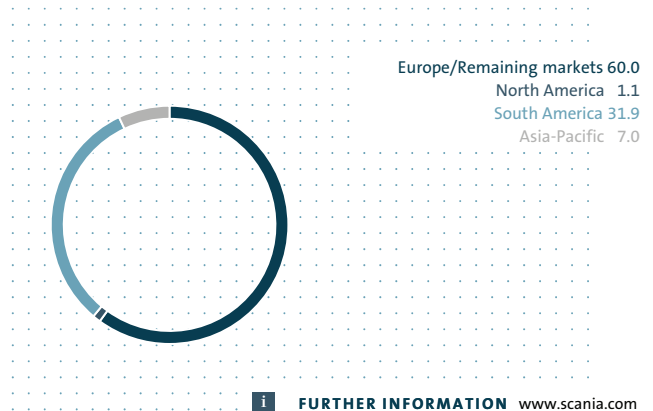 Europe/Remaining markets 60.0
North America 1.1
South America 31.9
Asia-Pacific 7.0
i FURTHER INFORMATION www.scania.com